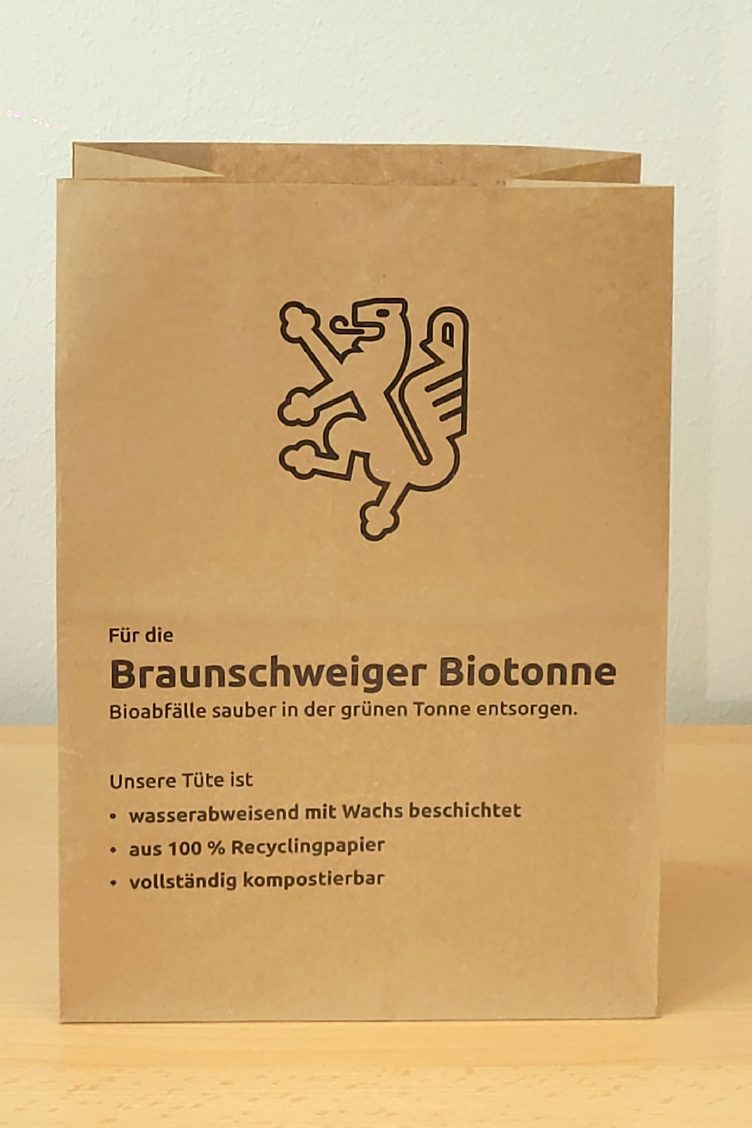 Für die
Braunschweiger Biotonne
Bioabfälle sauber in der grünen Tonne entsorgen.
Unsere Tüte ist
• wasserabweisend mit Wachs beschichtet
• aus 100 % Recyclingpapier
• vollständig kompostierbar